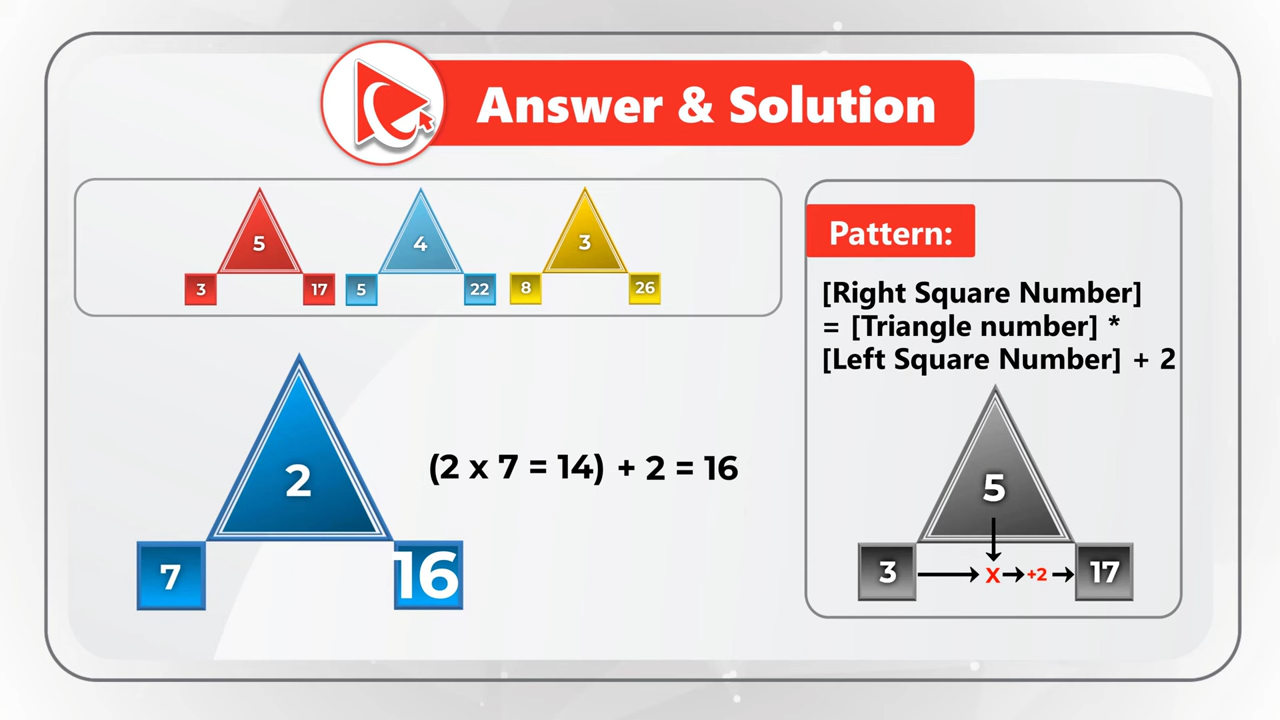 Answer & Solution
5
4
3
3
17
5
22
8
26
Pattern:
[Right Square Number]
= [Triangle number] *
[Left Square Number] + 2
2
(2 x 7 = 14) + 2 = 16
7
16
5
3
X
+2
17